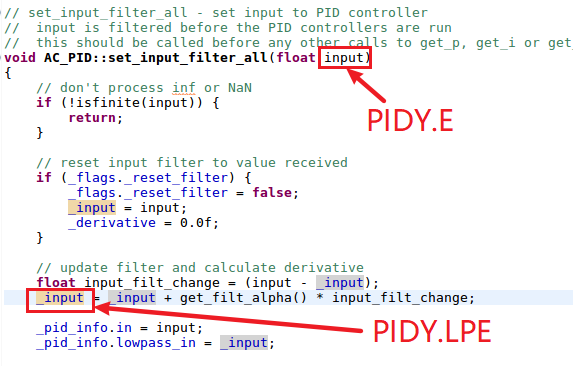 // set_input_filter_all - set input to PID controller
//  input is filtered before the PID controllers are run
//  this should be called before any other calls to get_p, get_i or get_
void AC_PID::set_input_filter_all(float input)
{
    // don't process inf or NaN
    if (!isfinite(input)) {
        return;
    }
PIDY.E
    // reset input filter to value received
    if (_flags._reset_filter) {
        _flags._reset_filter = false;
        _input = input;
        _derivative = 0.0f;
    }
    // update filter and calculate derivative
    float input_filt_change = (input - _input);
    _input = _input + get_filt_alpha() * input_filt_change;
    _pid_info.in = input;
    _pid_info.lowpass_in = _input;
PIDY.LPE